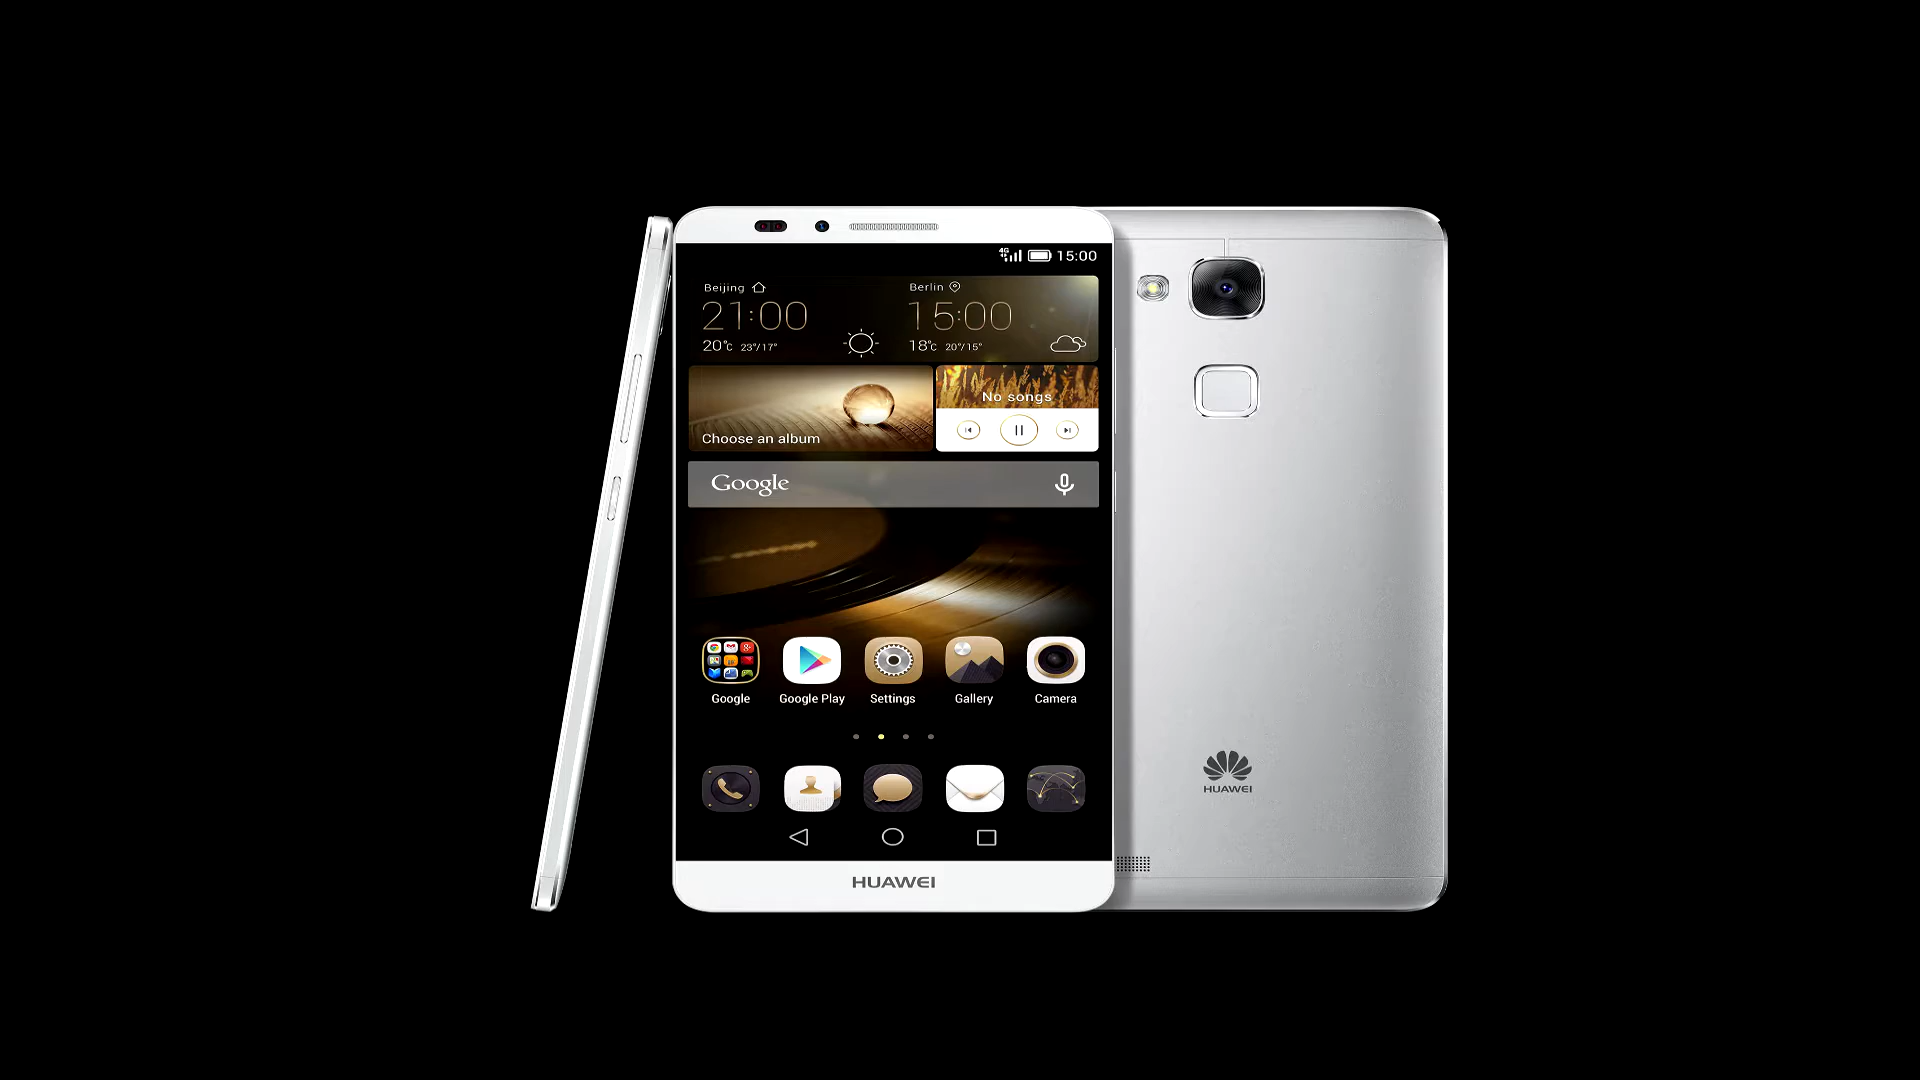 4G 15:00
Beijing
21:00
20°c 23°/17°
Berlin
15:00
18°c 20°/15°
Choose an album
No songs
Google
Google
Google Play
Settings
Gallery
Camera
HUAWEI
HUAWEI